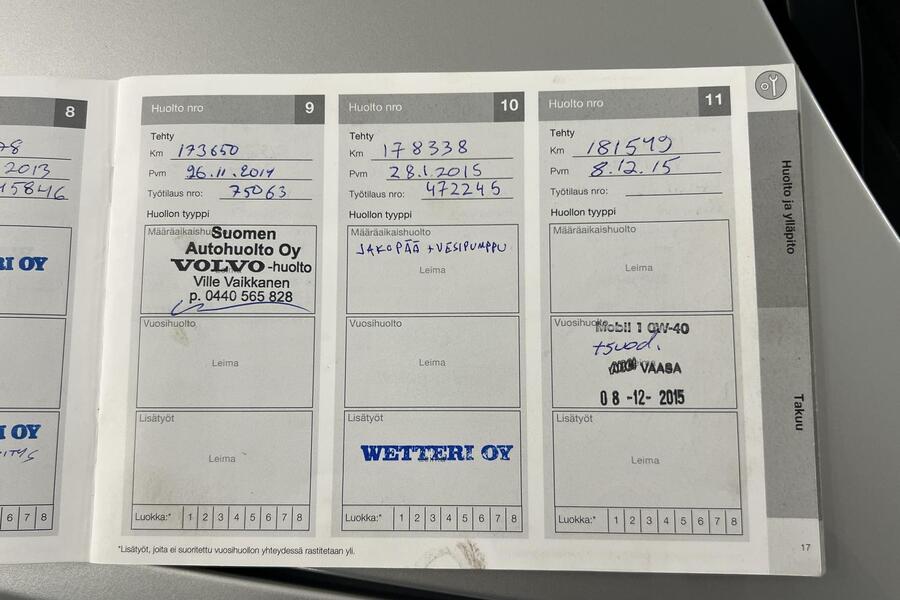 8
78
2013
15846
RI OY
I OY
6 7 8
Huolto nro 9
Tehty
Km 173650
Pvm 26.11.2014
Työtilaus nro: 75063
Huollon tyyppi
Määräaikaishuolto
Suomen
Autohuolto Oy
VOLVO-huolto
Ville Vaikkanen
p. 0440 565 828
Vuosihuolto
Leima
Lisätyöt
Leima
Luokka:* 1 2 3 4 5 6 7 8
*Lisätyöt, joita ei suoritettu vuosihuollon yhteydessä rastitetaan yli.
Huolto nro 10
Tehty
Km 178338
Pvm 28.1.2015
Työtilaus nro: 472245
Huollon tyyppi
Määräaikaishuolto
JAKOPÄÄ + VESIPUMPPU
Leima
Vuosihuolto
Leima
Lisätyöt
WETTERI OY
Leima
Luokka:* 1 2 3 4 5 6 7 8
Huolto nro 11
Tehty
Km 181549
Pvm 8.12.15
Työtilaus nro:
Huollon tyyppi
Määräaikaishuolto
Leima
Vuosihuolto
Mobil 1 0W-40
+suod.
VAASA
08-12-2015
Lisätyöt
Leima
Luokka:* 1 2 3 4 5 6 7 8
Huolto ja ylläpito
Takuu
17